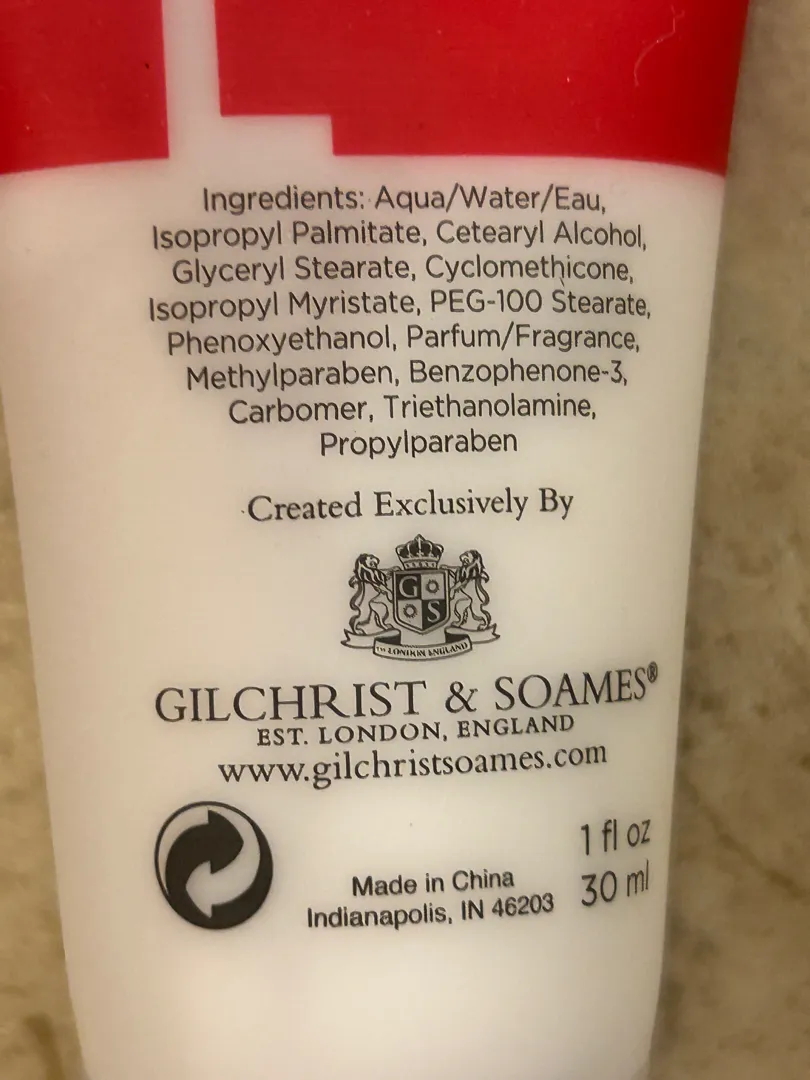 Ingredients: Aqua/Water/Eau,
Isopropyl Palmitate, Cetearyl Alcohol,
Glyceryl Stearate, Cyclomethicone,
Isopropyl Myristate, PEG-100 Stearate,
Phenoxyethanol, Parfum/Fragrance,
Methylparaben, Benzophenone-3,
Carbomer, Triethanolamine,
Propylparaben
Created Exclusively By
G
S
LONDON ENGLAND
GILCHRIST & SOAMES®
EST. LONDON, ENGLAND
www.gilchristsoames.com
1 fl oz
30 ml
Made in China
Indianapolis, IN 46203